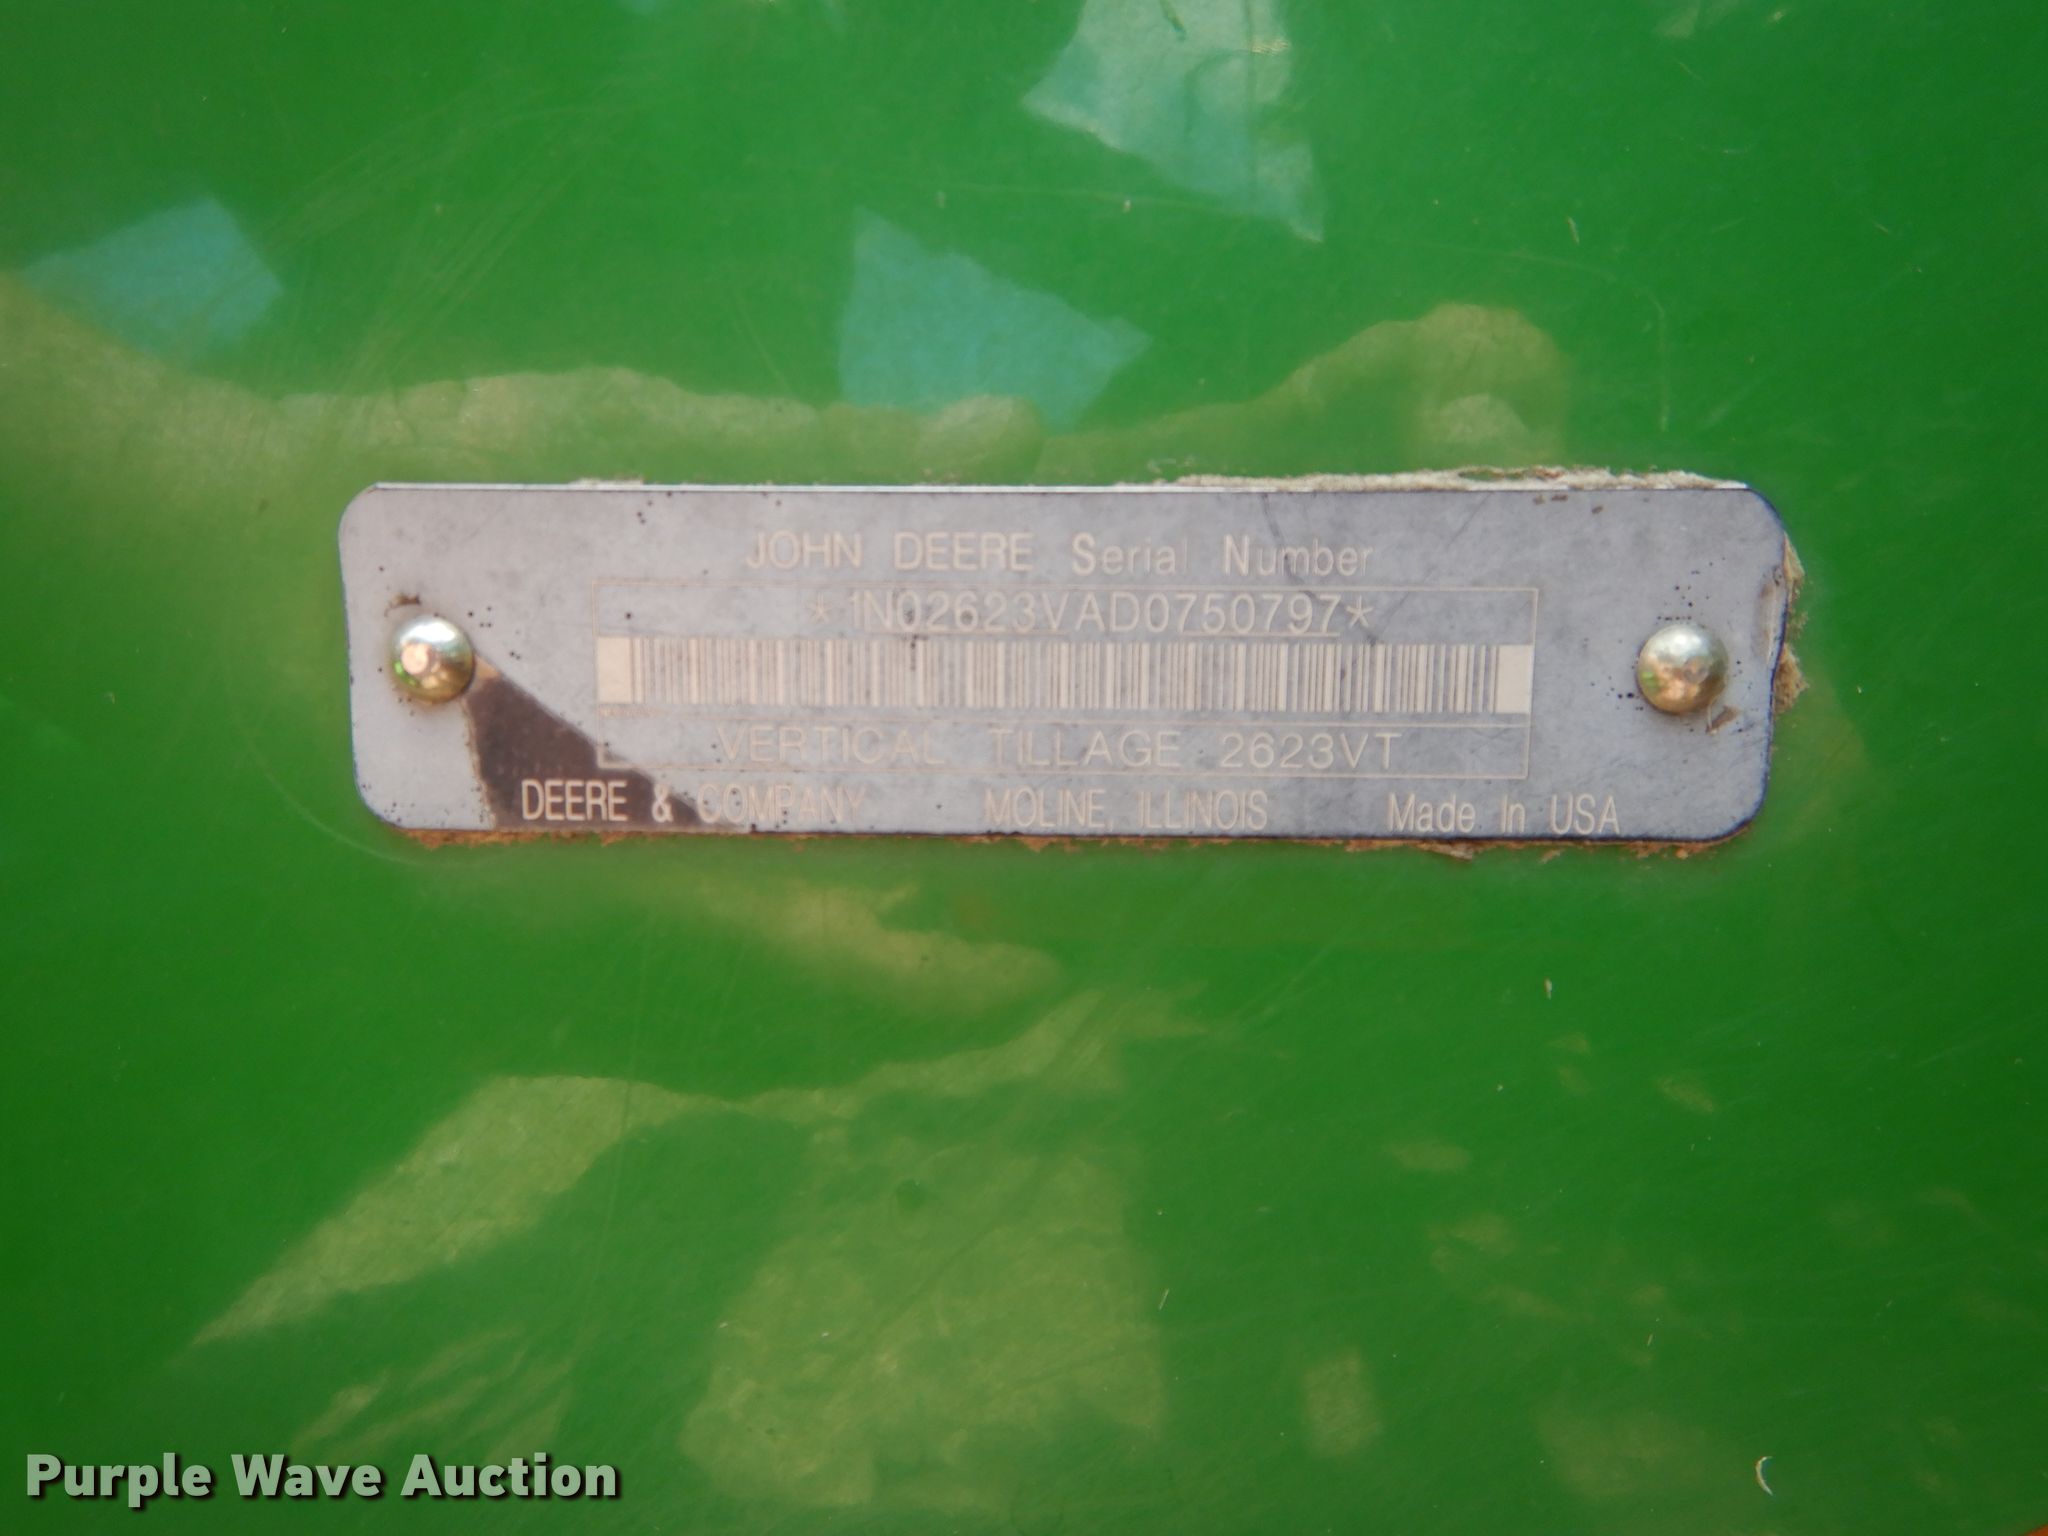 JOHN DEERE Serial Number
*1N02623VAD0750797*
VERTICAL TILLAGE 2623VT
DEERE & COMPANY MOLINE, ILLINOIS Made In USA
Purple Wave Auction